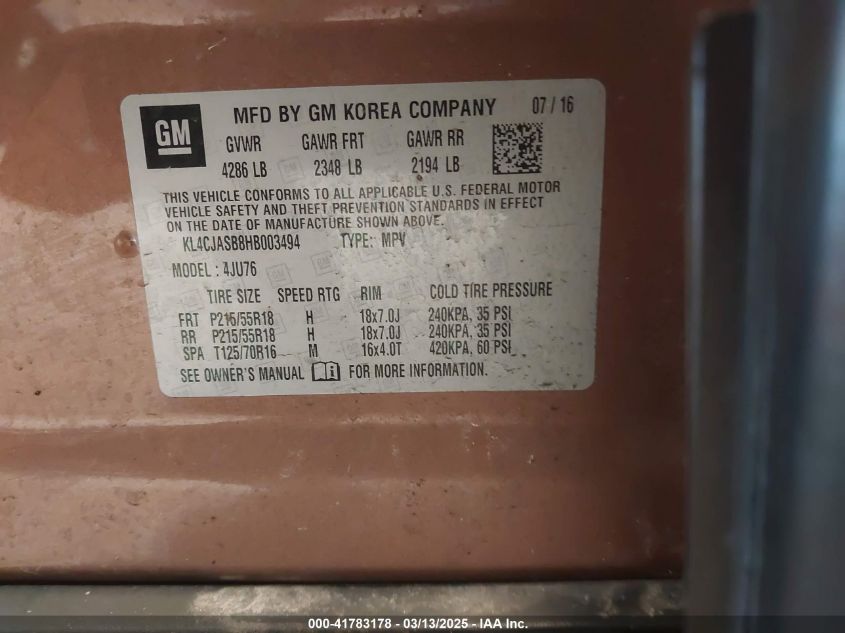 GM
MFD BY GM KOREA COMPANY 07 / 16
GVWR GAWR FRT GAWR RR
4286 LB 2348 LB 2194 LB
THIS VEHICLE CONFORMS TO ALL APPLICABLE U.S. FEDERAL MOTOR
VEHICLE SAFETY AND THEFT PREVENTION STANDARDS IN EFFECT
ON THE DATE OF MANUFACTURE SHOWN ABOVE.
KL4CJASB8HB003494 TYPE: MPV
MODEL : 4JU76
TIRE SIZE SPEED RTG RIM COLD TIRE PRESSURE
FRT P215/55R18 H 18x7.0J 240KPA, 35 PSI
RR P215/55R18 H 18x7.0J 240KPA, 35 PSI
SPA T125/70R16 M 16x4.0T 420KPA, 60 PSI
SEE OWNER'S MANUAL FOR MORE INFORMATION.
000-41783178 - 03/13/2025 - IAA Inc.